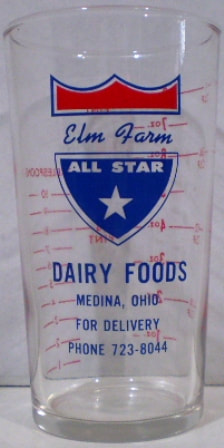 Elm Farm
ALL STAR
DAIRY FOODS
MEDINA, OHIO
FOR DELIVERY
PHONE 723-8044